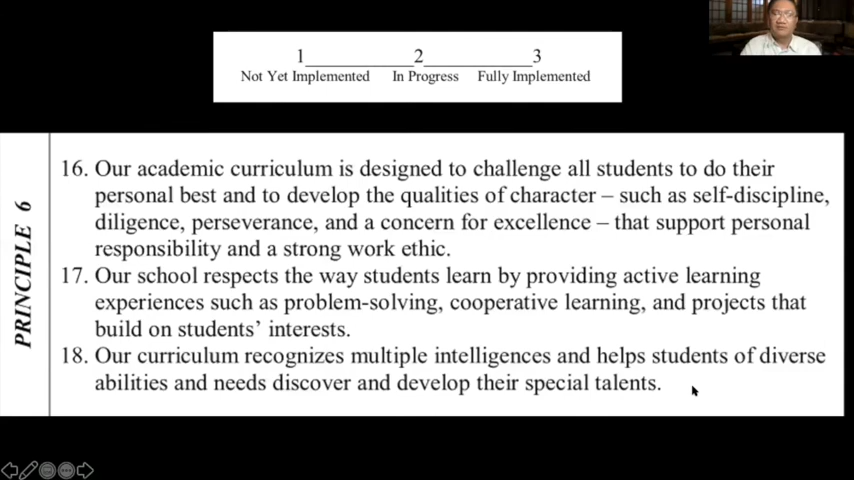 1__________2__________3
Not Yet Implemented In Progress Fully Implemented
PRINCIPLE 6
16. Our academic curriculum is designed to challenge all students to do their
personal best and to develop the qualities of character – such as self-discipline,
diligence, perseverance, and a concern for excellence – that support personal
responsibility and a strong work ethic.
17. Our school respects the way students learn by providing active learning
experiences such as problem-solving, cooperative learning, and projects that
build on students’ interests.
18. Our curriculum recognizes multiple intelligences and helps students of diverse
abilities and needs discover and develop their special talents.